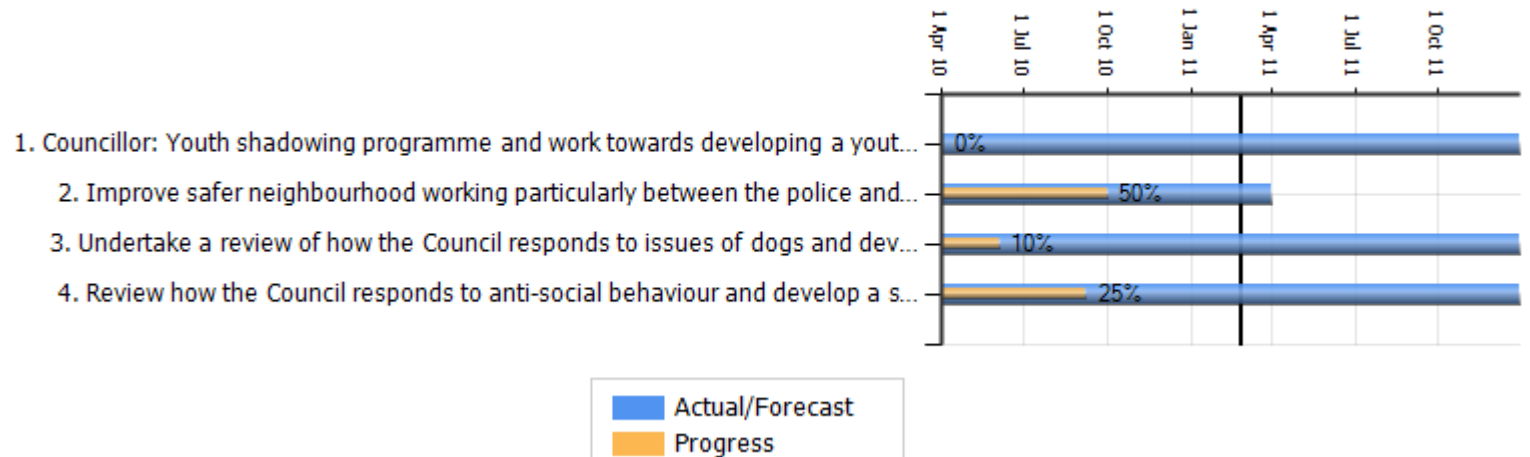 1 Apr 10
1 Jul 10
1 Oct 10
1 Jan 11
1 Apr 11
1 Jul 11
1 Oct 11
1. Councillor: Youth shadowing programme and work towards developing a yout...
0%
2. Improve safer neighbourhood working particularly between the police and...
50%
3. Undertake a review of how the Council responds to issues of dogs and dev...
10%
4. Review how the Council responds to anti-social behaviour and develop a s...
25%
Actual/Forecast
Progress